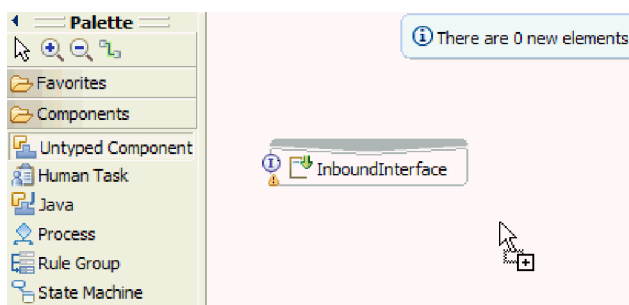 Palette
There are 0 new elements
Favorites
Components
Untyped Component
InboundInterface
Human Task
Java
Process
Rule Group
State Machine